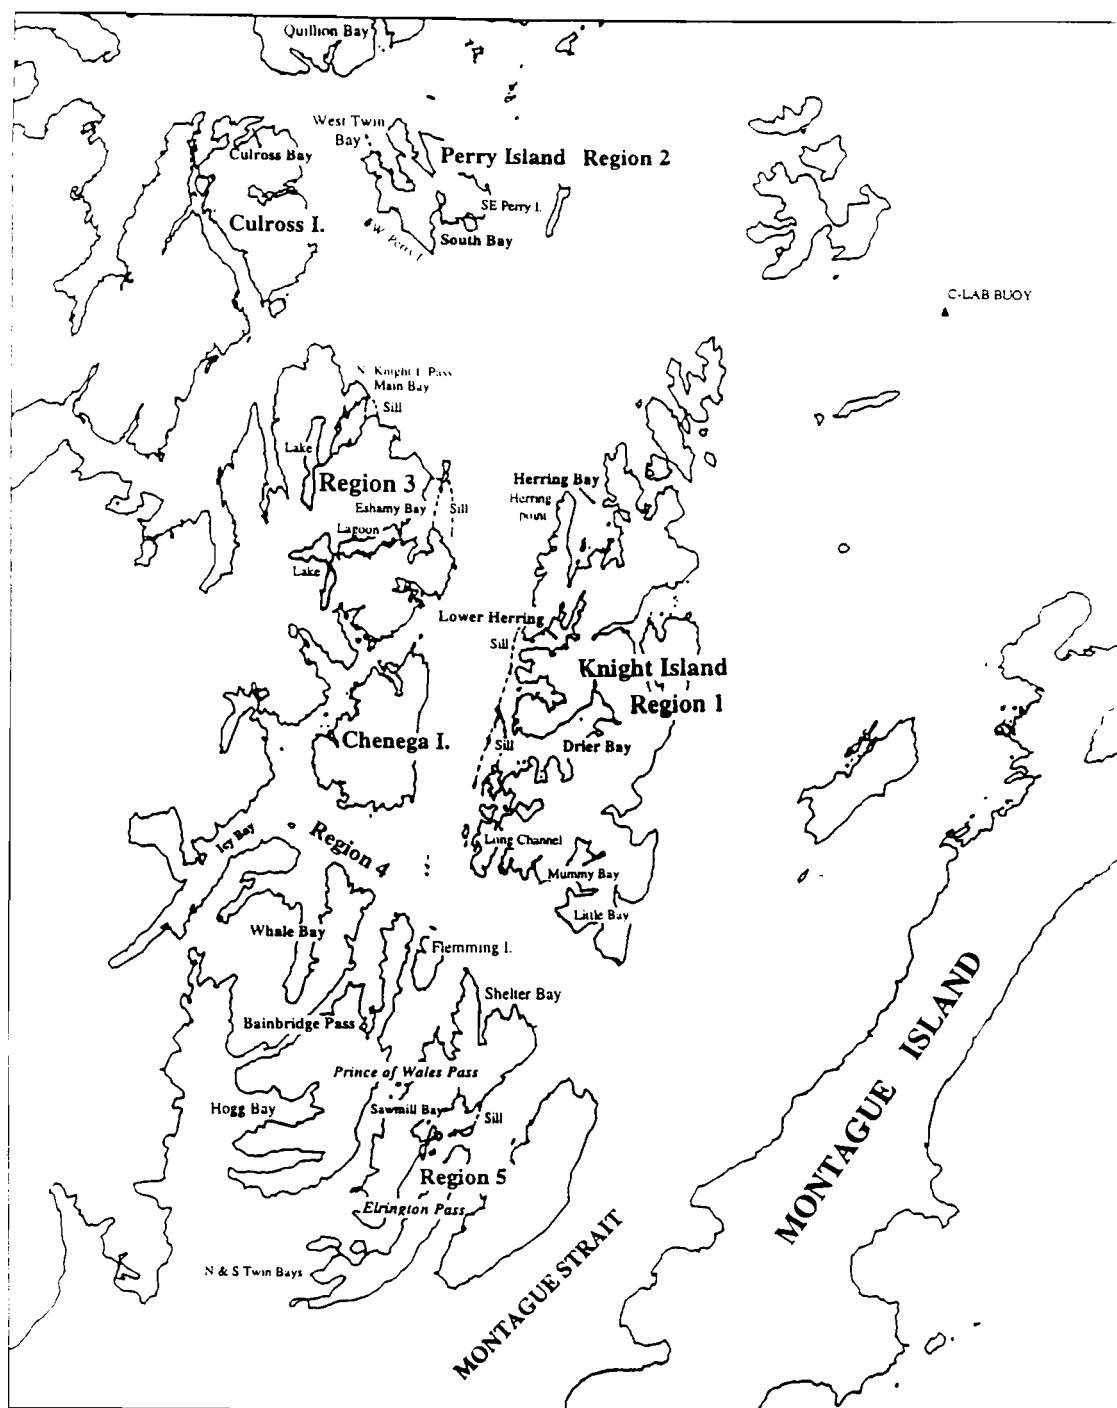 Quillion Bay
West Twin
Bay
Culross Bay
Perry Island Region 2
SE Perry I.
Culross I.
W. Perry I.
South Bay
C-LAB BUOY
N. Knight I. Pass
Main Bay
Sill
Lake
Region 3
Herring Bay
Herring
point
Eshamy Bay
Sill
Lagoon
Lake
Lower Herring
Sill
Knight Island
Region 1
Chenega I.
Sill
Drier Bay
Icy Bay
Region 4
Long Channel
Mummy Bay
Little Bay
Whale Bay
Flemming I.
Shelter Bay
Bainbridge Pass
Prince of Wales Pass
Hogg Bay
Sawmill Bay
Sill
Region 5
Elrington Pass
N & S Twin Bays
MONTAGUE STRAIT
MONTAGUE ISLAND